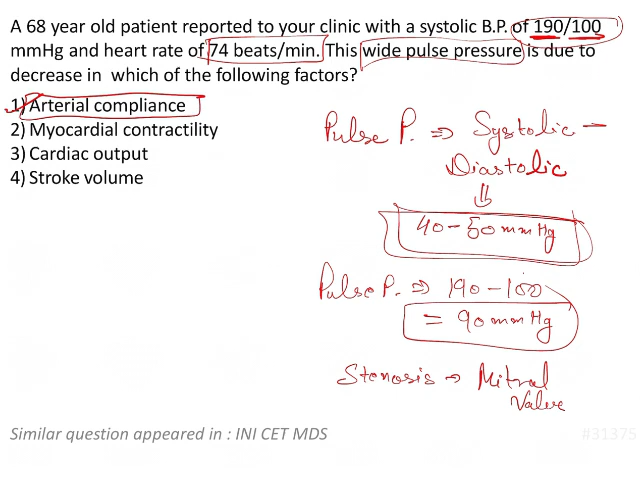 A 68 year old patient reported to your clinic with a systolic B.P. of 190/100
mmHg and heart rate of 74 beats/min. This wide pulse pressure is due to
decrease in which of the following factors?
1) Arterial compliance
2) Myocardial contractility
3) Cardiac output
4) Stroke volume
Pulse P. ⇒ Systolic −
Diastolic
⇓
40 - 50 mm Hg
Pulse P. ⇒ 190 - 100
= 90 mm Hg
Stenosis → Mitral
Valve
Similar question appeared in : INI CET MDS
#31375